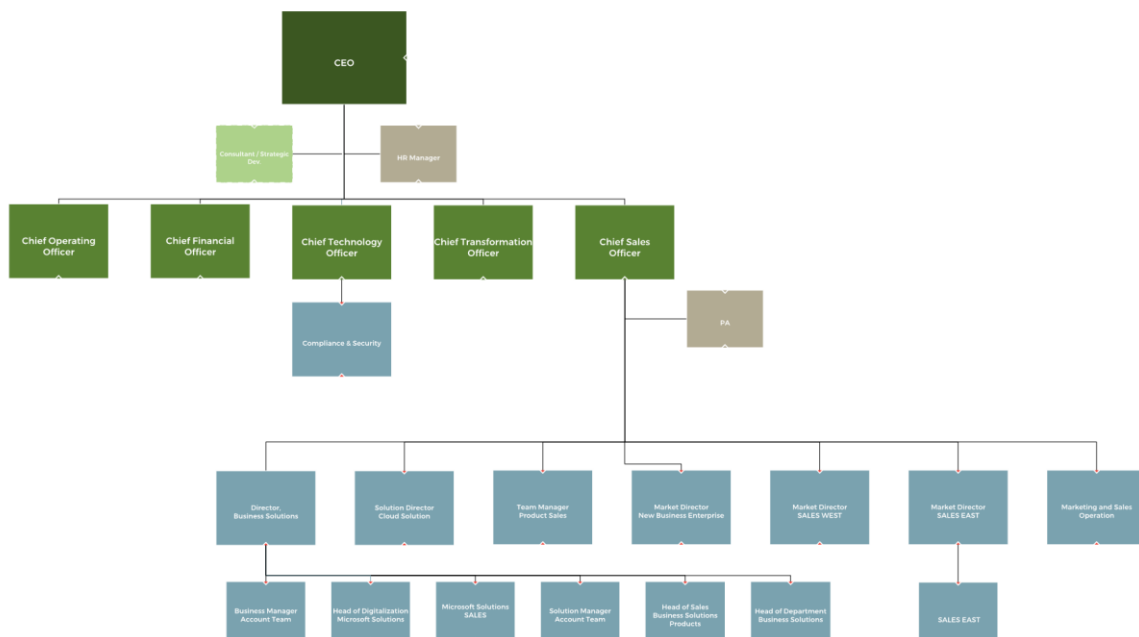 CEO
Consultant / Strategic
Dev.
HR Manager
Chief Operating
Officer
Chief Financial
Officer
Chief Technology
Officer
Chief Transformation
Officer
Chief Sales
Officer
PA
Compliance & Security
Director,
Business Solutions
Solution Director
Cloud Solution
Team Manager
Product Sales
Market Director
New Business Enterprise
Market Director
SALES WEST
Market Director
SALES EAST
Marketing and Sales
Operation
Business Manager
Account Team
Head of Digitalization
Microsoft Solutions
Microsoft Solutions
SALES
Solution Manager
Account Team
Head of Sales
Business Solutions
Products
Head of Department
Business Solutions
SALES EAST